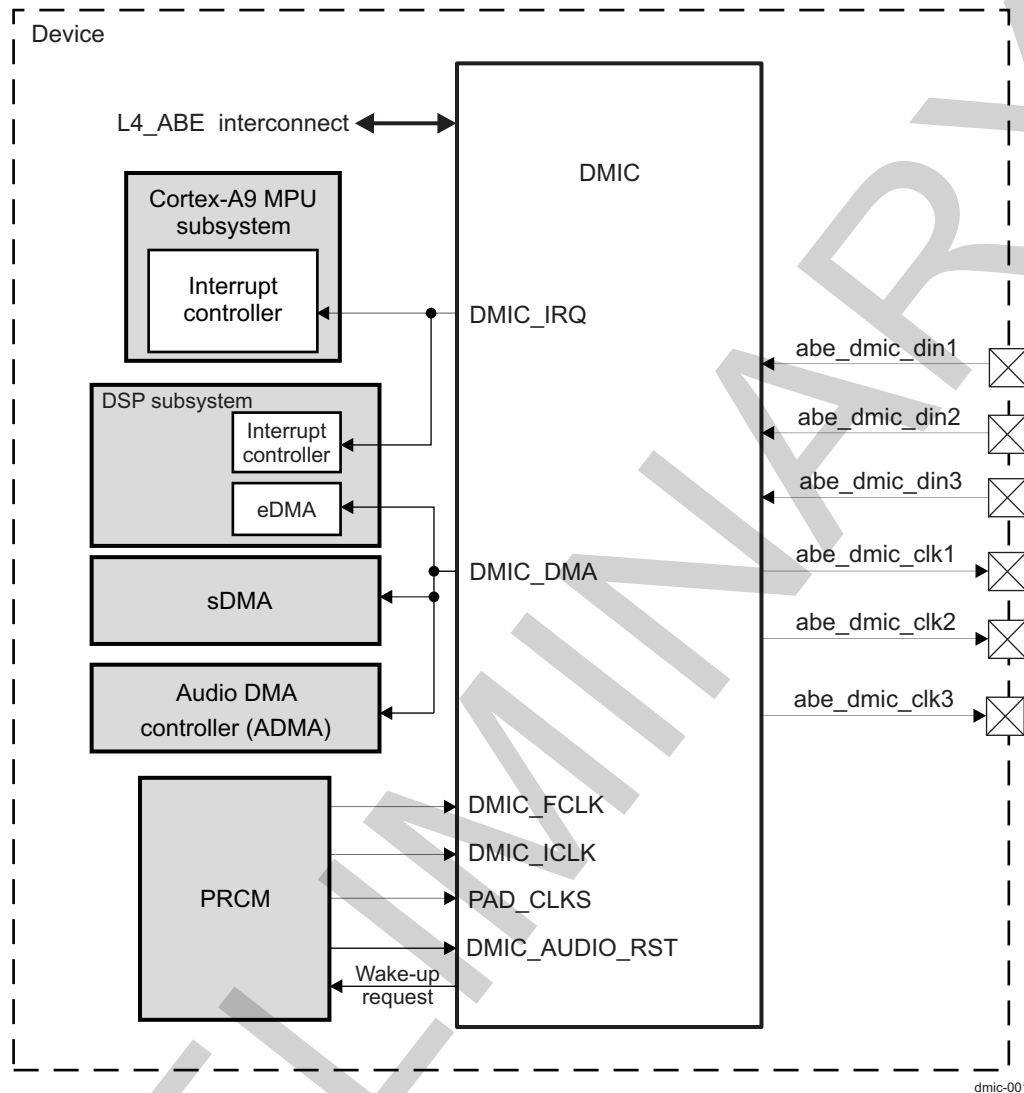 Device
L4_ABE interconnect
DMIC
Cortex-A9 MPU
subsystem
Interrupt
controller
DMIC_IRQ
abe_dmic_din1
DSP subsystem
Interrupt
controller
abe_dmic_din2
eDMA
abe_dmic_din3
DMIC_DMA
abe_dmic_clk1
sDMA
abe_dmic_clk2
Audio DMA
controller (ADMA)
abe_dmic_clk3
PRCM
DMIC_FCLK
DMIC_ICLK
PAD_CLKS
DMIC_AUDIO_RST
Wake-up
request
ELIMINARY